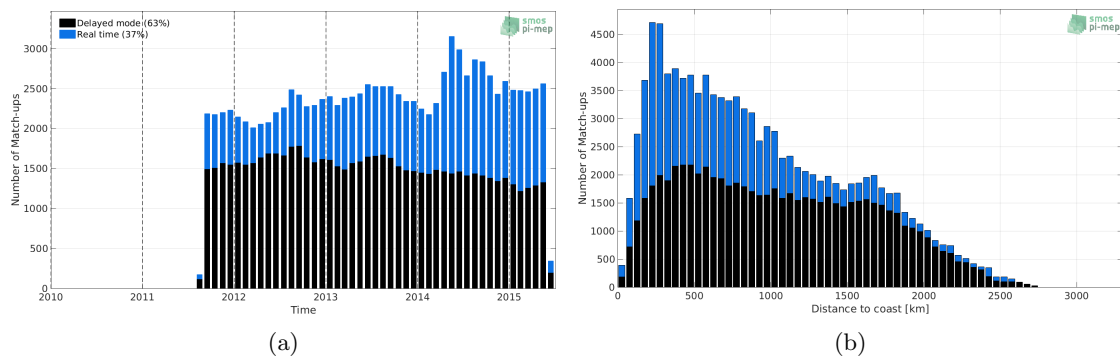 Delayed mode (63%)
Real time (37%)
smos
pi-mep
Number of Match-ups
3000
2500
2000
1500
1000
500
0
2010
2011
2012
2013
2014
2015
Time
(a)
smos
pi-mep
Number of Match-ups
4500
4000
3500
3000
2500
2000
1500
1000
500
0
0
500
1000
1500
2000
2500
3000
Distance to coast [km]
(b)